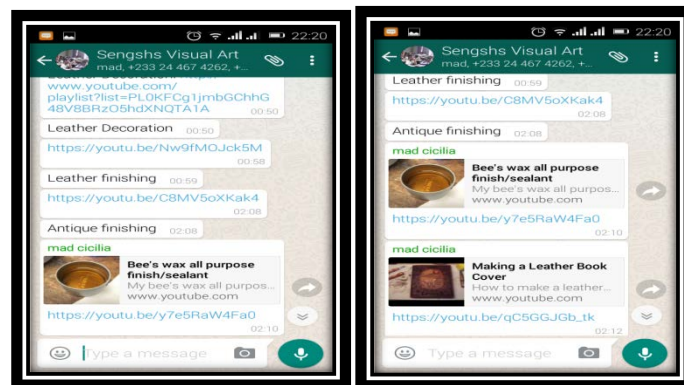 22:20
Sengshs Visual Art
mad, +233 24 467 4262, +..
www.youtube.com/
playlist?list=PL0KFCg1jmbGChhG
48V8BRzO5hdXNQTA1A 00:50
Leather Decoration 00:50
https://youtu.be/Nw9fMOJck5M
00:58
Leather finishing 00:59
https://youtu.be/C8MV5oXKak4
02:08
Antique finishing 02:08
mad cicilia
Bee's wax all purpose
finish/sealant
My bee's wax all purpos...
www.youtube.com
https://youtu.be/y7e5RaW4Fa0
02:10
Type a message
22:20
Sengshs Visual Art
mad, +233 24 467 4262, +..
Leather finishing 00:59
https://youtu.be/C8MV5oXKak4
02:08
Antique finishing 02:08
mad cicilia
Bee's wax all purpose
finish/sealant
My bee's wax all purpos...
www.youtube.com
https://youtu.be/y7e5RaW4Fa0
02:10
mad cicilia
Making a Leather Book
Cover
How to make a leather...
www.youtube.com
https://youtu.be/qC5GGJGb_tk
02:12
Type a message